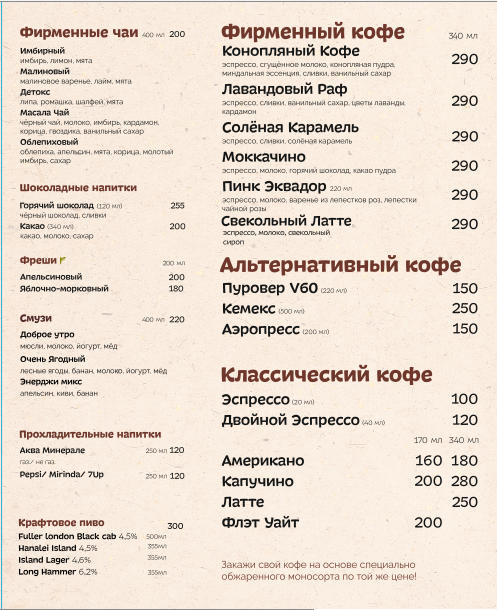 Фирменные чаи 400 мл 200
Имбирный
имбирь, лимон, мята
Малиновый
малиновое варенье, лайм, мята
Детокс
липа, ромашка, шалфей, мята
Масала Чай
чёрный чай, молоко, имбирь, кардамон,
корица, гвоздика, ванильный сахар
Облепиховый
облепиха, апельсин, мята, корица, молотый
имбирь, сахар
Шоколадные напитки
Горячий шоколад (120 мл) 255
чёрный шоколад, сливки
Какао (340 мл) 200
какао, молоко, сахар
Фреши 200 мл
Апельсиновый 200
Яблочно-морковный 180
Смузи 400 мл 220
Доброе утро
мюсли, молоко, йогурт, мёд
Очень Ягодный
лесные ягоды, банан, молоко, йогурт, мёд
Энерджи микс
апельсин, киви, банан
Прохладительные напитки
Аква Минерале 250 мл 120
газ./ не газ.
Pepsi/ Mirinda/ 7Up 250 мл 120
Крафтовое пиво 300
Fuller london Black cab 4,5% 500мл
Hanalei Island 4,5% 355мл
Island Lager 4,6% 355мл
Long Hammer 6,2% 355мл
Фирменный кофе 340 мл
Конопляный Кофе 290
эспрессо, сгущённое молоко, конопляная пудра,
миндальная эссенция, сливки, ванильный сахар
Лавандовый Раф 290
эспрессо, сливки, ванильный сахар, цветы лаванды,
кардамон
Солёная Карамель 290
эспрессо, сливки, солёная карамель
Моккачино 290
эспрессо, молоко, горячий шоколад, какао пудра
Пинк Эквадор 220 мл 290
эспрессо, молоко, варенье из лепестков роз, лепестки
чайной розы
Свекольный Латте 290
эспрессо, молоко, свекольный
сироп
Альтернативный кофе
Пуровер V60 (220 мл) 150
Кемекс (500 мл) 250
Аэропресс (200 мл) 150
Классический кофе
Эспрессо (20 мл) 100
Двойной Эспрессо (40 мл) 120
170 мл 340 мл
Американо 160 180
Капучино 200 280
Латте 250
Флэт Уайт 200
Закажи свой кофе на основе специально
обжаренного моносорта по той же цене!